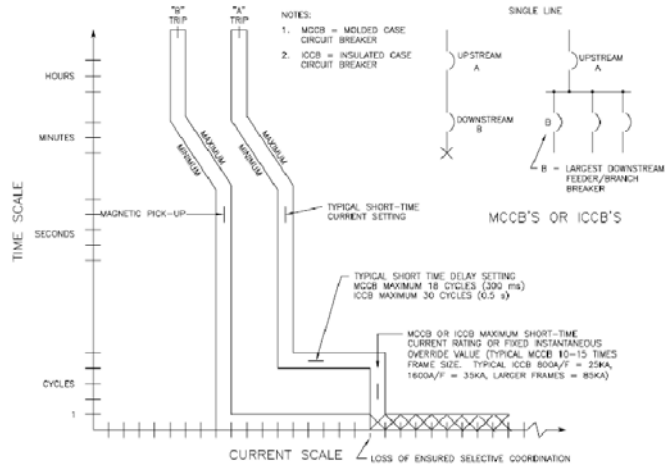 "B"
TRIP
"A"
TRIP
NOTES:
1. MCCB = MOLDED CASE
CIRCUIT BREAKER
2. ICCB = INSULATED CASE
CIRCUIT BREAKER
SINGLE LINE
UPSTREAM
A
DOWNSTREAM
B
UPSTREAM
A
B
B = LARGEST DOWNSTREAM
FEEDER/BRANCH
BREAKER
MCCB'S OR ICCB'S
TIME SCALE
HOURS
MINUTES
SECONDS
CYCLES
1
MAXIMUM
MINIMUM
MAXIMUM
MINIMUM
MAGNETIC PICK-UP
TYPICAL SHORT-TIME
CURRENT SETTING
TYPICAL SHORT TIME DELAY SETTING
MCCB MAXIMUM 18 CYCLES (300 ms)
ICCB MAXIMUM 30 CYCLES (0.5 s)
MCCB OR ICCB MAXIMUM SHORT-TIME
CURRENT RATING OR FIXED INSTANTANEOUS
OVERRIDE VALUE (TYPICAL MCCB 10-15 TIMES
FRAME SIZE. TYPICAL ICCB 800A/F = 25KA,
1600A/F = 35KA, LARGER FRAMES = 85KA)
CURRENT SCALE
LOSS OF ENSURED SELECTIVE COORDINATION